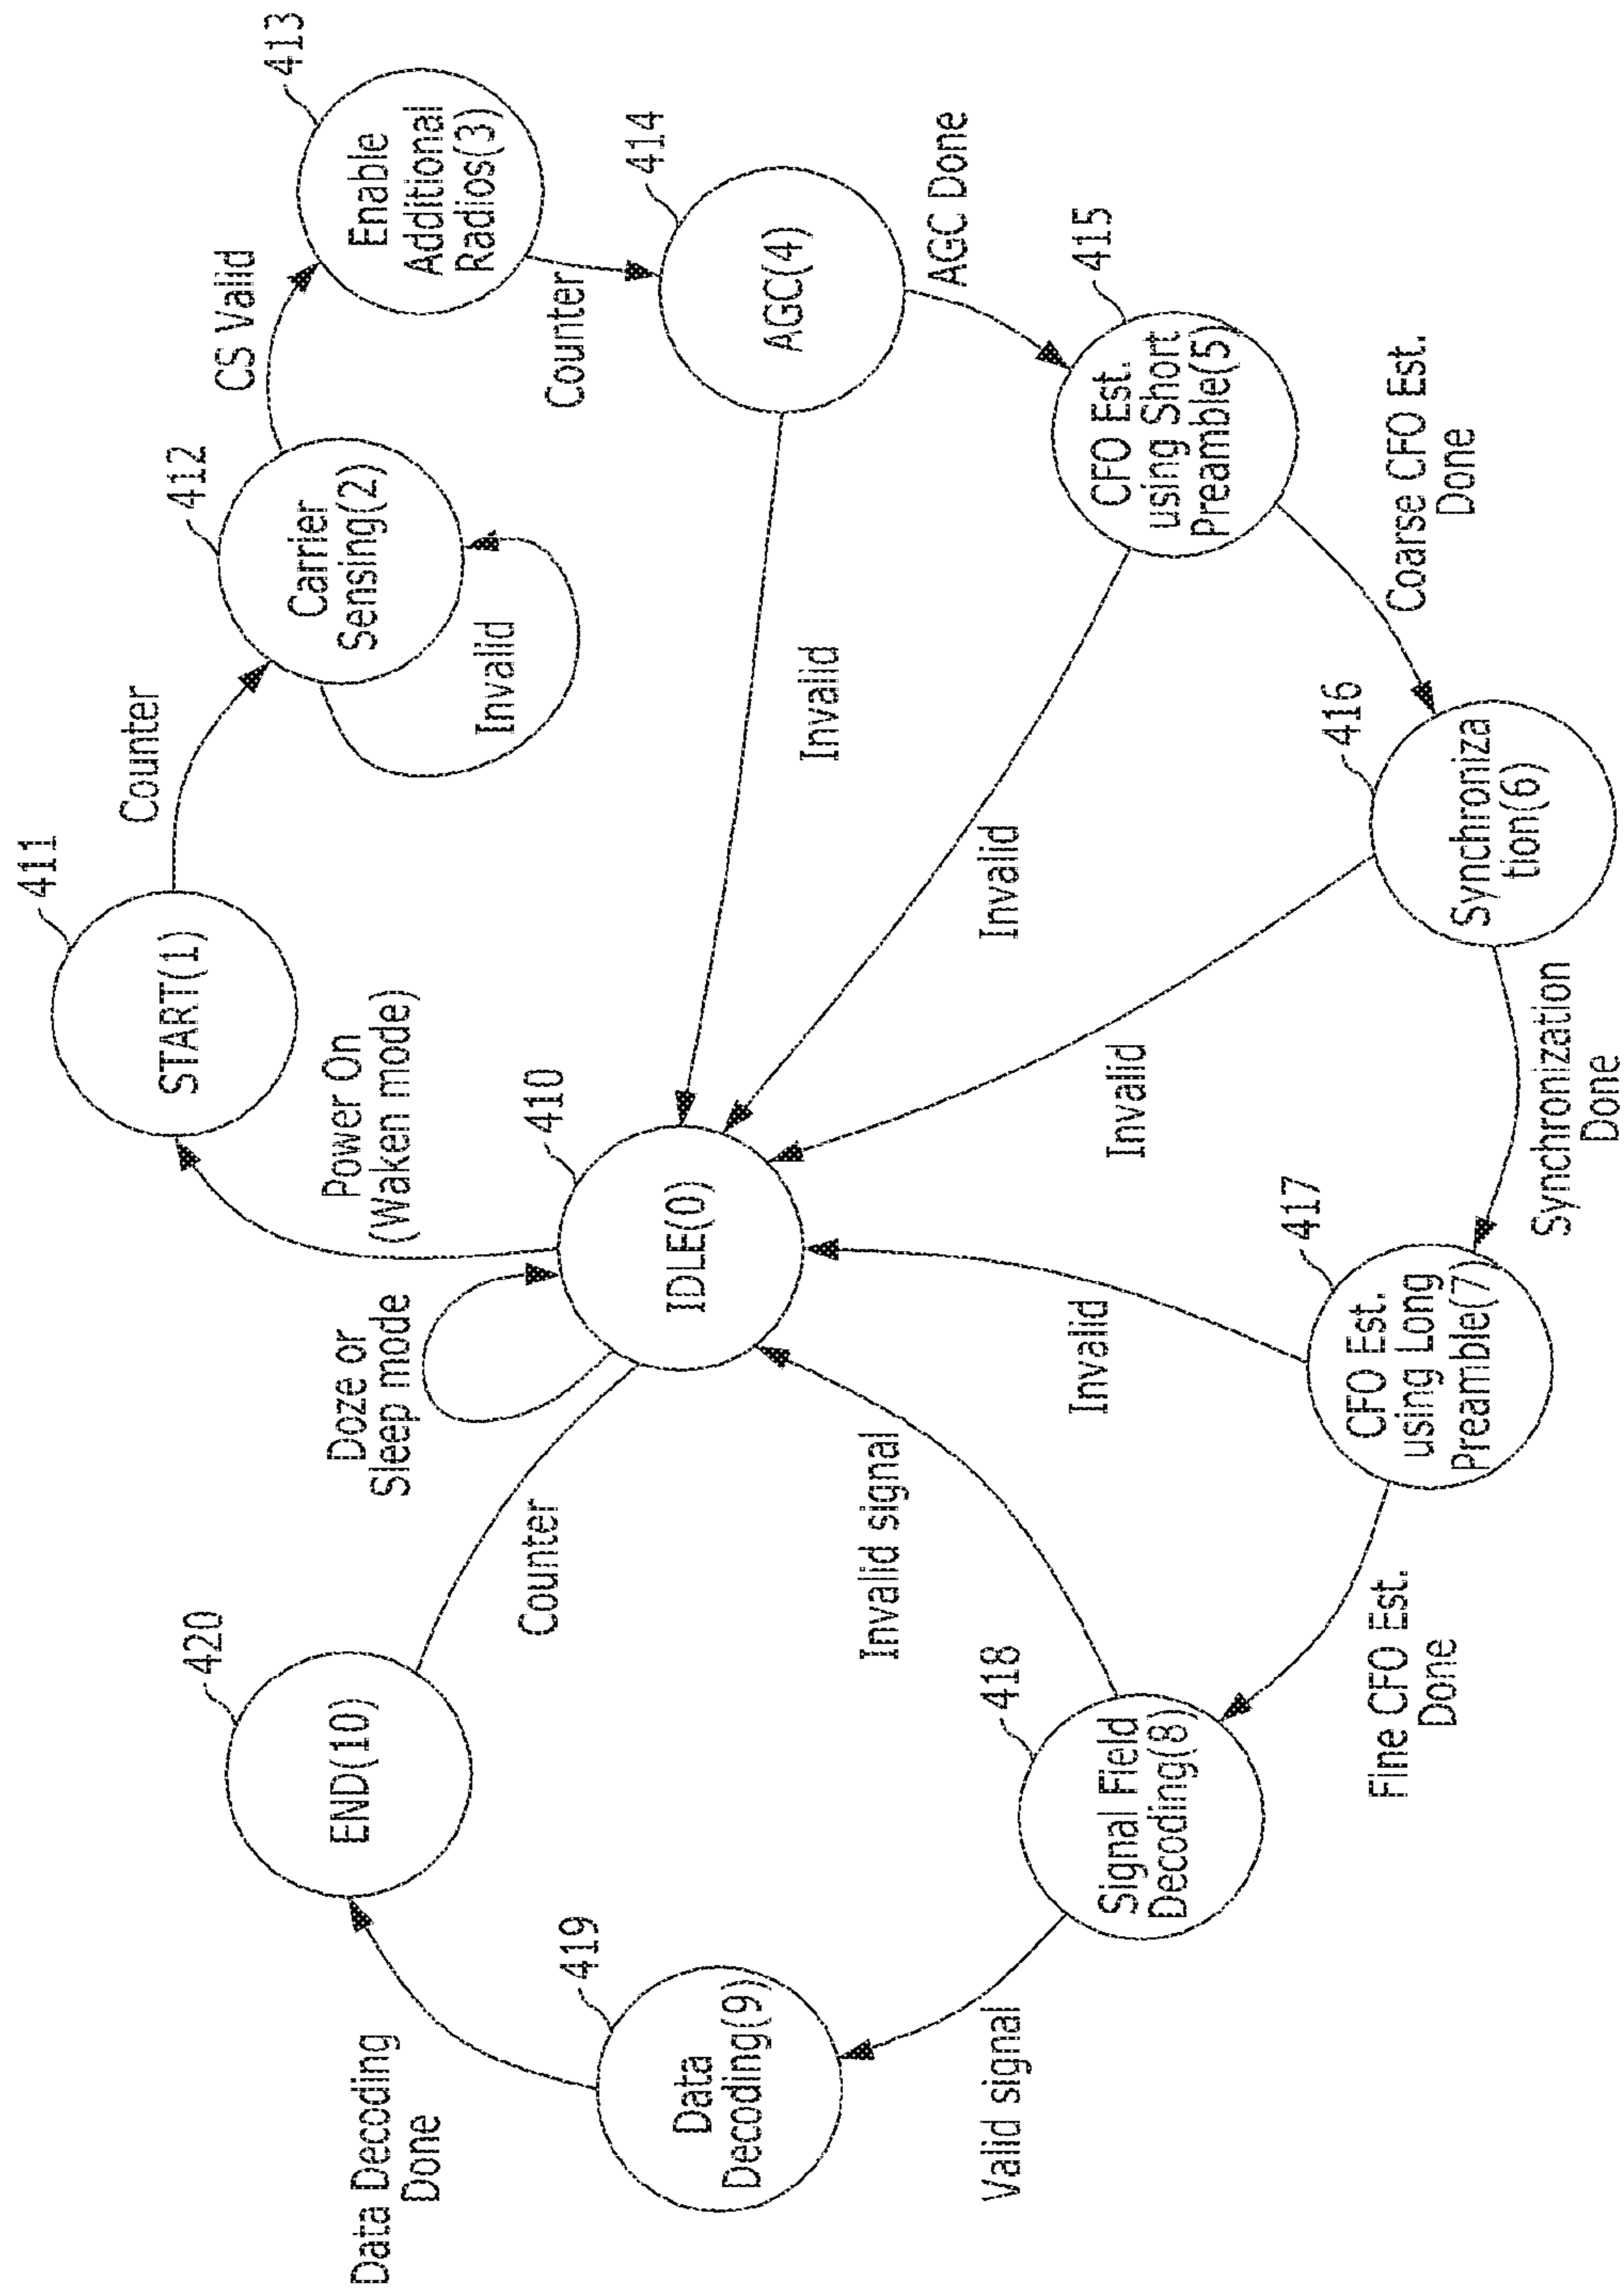 411
START(1)
Counter
412
Carrier
Sensing(2)
Invalid
CS Valid
413
Enable
Additional
Radios(3)
Counter
414
AGC(4)
AGC Done
Invalid
415
CFO Est.
using Short
Preamble(5)
Coarse CFO Est.
Done
Invalid
416
Synchroniza
tion(6)
Synchronization
Done
Invalid
417
CFO Est.
using Long
Preamble(7)
Fine CFO Est.
Done
Invalid
418
Signal Field
Decoding(8)
Valid signal
Invalid signal
419
Data
Decoding(9)
Data Decoding
Done
420
END(10)
Counter
410
IDLE(0)
Doze or
Sleep mode
Power On
(Waken mode)